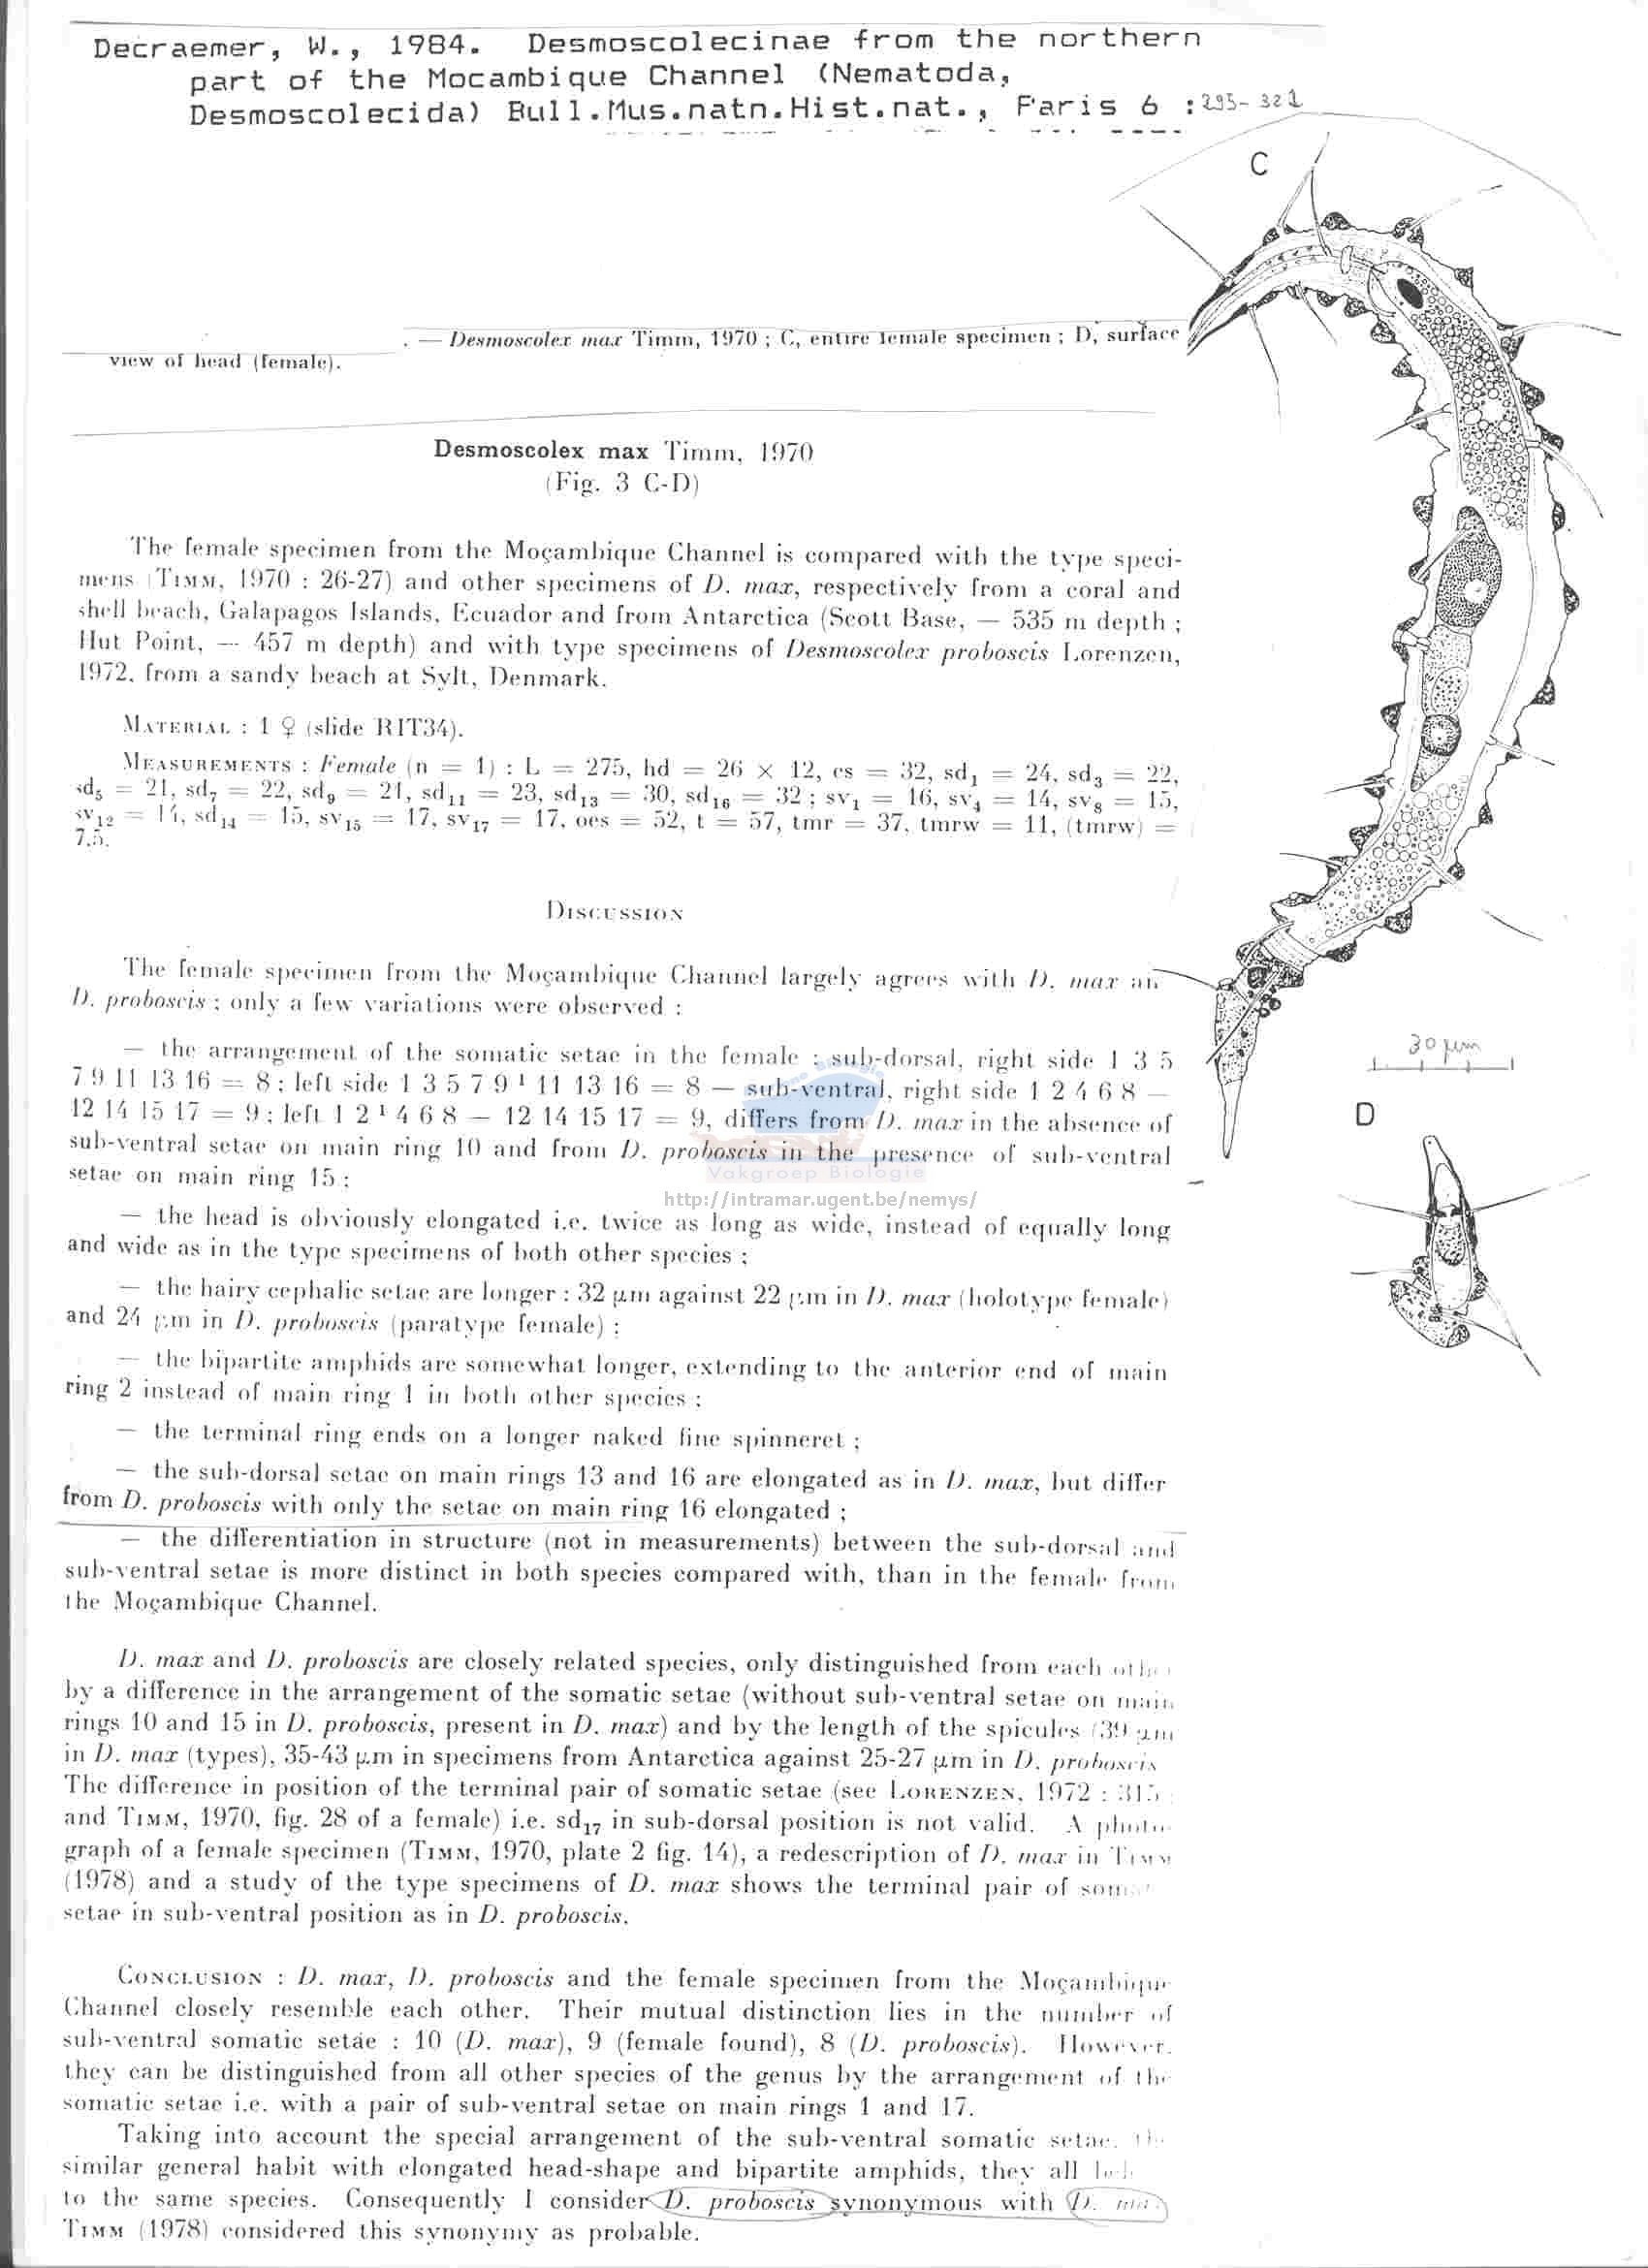 Decraemer, W., 1984. Desmoscolecinae from the northern
part of the Mocambique Channel (Nematoda,
Desmoscolecida) Bull.Mus.natn.Hist.nat., Paris 6 :295-321
C
. — Desmoscolex max Timm, 1970 ; C, entire female specimen ; D, surface
view of head (female).
Desmoscolex max Timm, 1970
(Fig. 3 C-D)
The female specimen from the Moçambique Channel is compared with the type speci-
mens (Timm, 1970 : 26-27) and other specimens of D. max, respectively from a coral and
shell beach, Galapagos Islands, Ecuador and from Antarctica (Scott Base, — 535 m depth ;
Hut Point, — 457 m depth) and with type specimens of Desmoscolex proboscis Lorenzen,
1972, from a sandy beach at Sylt, Denmark.
Material : 1 ♀ (slide RIT34).
Measurements : Female (n = 1) : L = 275, hd = 26 × 12, cs = 32, sd₁ = 24, sd₃ = 22,
sd₅ = 21, sd₇ = 22, sd₉ = 21, sd₁₁ = 23, sd₁₃ = 30, sd₁₆ = 32 ; sv₁ = 16, sv₄ = 14, sv₈ = 15,
sv₁₂ = 14, sd₁₄ = 15, sv₁₅ = 17, sv₁₇ = 17, oes = 52, t = 57, tmr = 37, tmrw = 11, (tmrw) =
7,5.
Discussion
The female specimen from the Moçambique Channel largely agrees with D. max an
D. proboscis ; only a few variations were observed :
— the arrangement of the somatic setae in the female : sub-dorsal, right side 1 3 5
7 9 11 13 16 = 8 ; left side 1 3 5 7 9 ¹ 11 13 16 = 8 — sub-ventral, right side 1 2 4 6 8 —
12 14 15 17 = 9 ; left 1 2 ¹ 4 6 8 — 12 14 15 17 = 9, differs from D. max in the absence of
sub-ventral setae on main ring 10 and from D. proboscis in the presence of sub-ventral
setae on main ring 15 ;
Vakgroep Biologie
http://intramar.ugent.be/nemys/
— the head is obviously elongated i.e. twice as long as wide, instead of equally long
and wide as in the type specimens of both other species ;
— the hairy cephalic setae are longer : 32 µm against 22 µm in D. max (holotype female)
and 24 µm in D. proboscis (paratype female) ;
— the bipartite amphids are somewhat longer, extending to the anterior end of main
ring 2 instead of main ring 1 in both other species ;
— the terminal ring ends on a longer naked fine spinneret ;
— the sub-dorsal setae on main rings 13 and 16 are elongated as in D. max, but differ
from D. proboscis with only the setae on main ring 16 elongated ;
— the differentiation in structure (not in measurements) between the sub-dorsal and
sub-ventral setae is more distinct in both species compared with, than in the female from
the Moçambique Channel.
D. max and D. proboscis are closely related species, only distinguished from each other
by a difference in the arrangement of the somatic setae (without sub-ventral setae on main
rings 10 and 15 in D. proboscis, present in D. max) and by the length of the spicules (39 µm
in D. max (types), 35-43 µm in specimens from Antarctica against 25-27 µm in D. proboscis
The difference in position of the terminal pair of somatic setae (see Lorenzen, 1972 : 315
and Timm, 1970, fig. 28 of a female) i.e. sd₁₇ in sub-dorsal position is not valid. A photo-
graph of a female specimen (Timm, 1970, plate 2 fig. 14), a redescription of D. max in Timm
(1978) and a study of the type specimens of D. max shows the terminal pair of
setae in sub-ventral position as in D. proboscis.
Conclusion : D. max, D. proboscis and the female specimen from the Moçambique
Channel closely resemble each other. Their mutual distinction lies in the number of
sub-ventral somatic setae : 10 (D. max), 9 (female found), 8 (D. proboscis). However,
they can be distinguished from all other species of the genus by the arrangement of the
somatic setae i.e. with a pair of sub-ventral setae on main rings 1 and 17.
Taking into account the special arrangement of the sub-ventral somatic setae,
similar general habit with elongated head-shape and bipartite amphids, they all
to the same species. Consequently I consider D. proboscis synonymous with D.
Timm (1978) considered this synonymy as probable.
30 µm
D